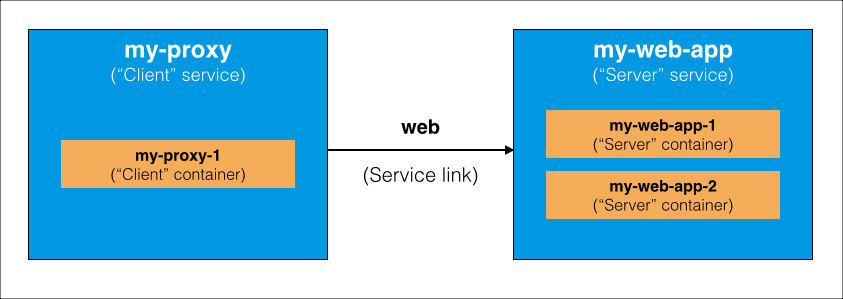 my-proxy
(“Client” service)
my-proxy-1
(“Client” container)
web
(Service link)
my-web-app
(“Server” service)
my-web-app-1
(“Server” container)
my-web-app-2
(“Server” container)